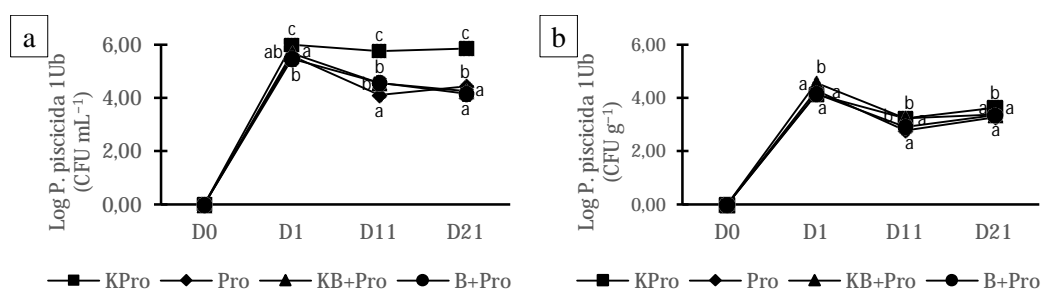 a
Log P. piscicida 1Ub
(CFU mL⁻¹)
6,00
4,00
2,00
0,00
c
ab
a
b
c
b
b
a
c
b
a
a
D0 D1 D11 D21
KPro Pro KB+Pro B+Pro
b
Log P. piscicida 1Ub
(CFU g⁻¹)
6,00
4,00
2,00
0,00
b
a
a
a
b
b
a
a
b
a
a
a
D0 D1 D11 D21
KPro Pro KB+Pro B+Pro